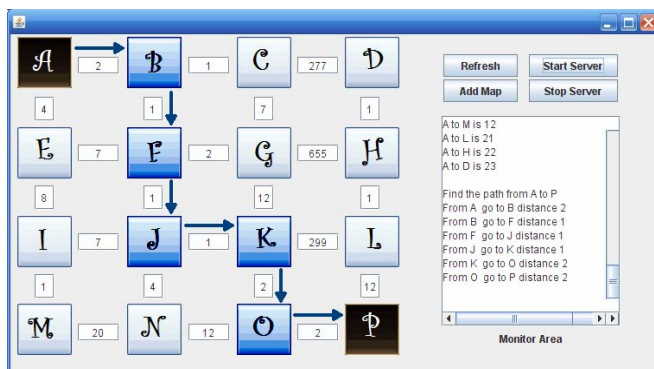 A 2 B 1 C 277 D
4 1 7 1
E 7 F 2 G 655 H
8 1 12 1
I 7 J 1 K 299 L
1 4 2 12
M 20 N 12 O 2 P
Refresh Start Server
Add Map Stop Server
A to M is 12
A to L is 21
A to H is 22
A to D is 23
Find the path from A to P
From A go to B distance 2
From B go to F distance 1
From F go to J distance 1
From J go to K distance 1
From K go to O distance 2
From O go to P distance 2
Monitor Area